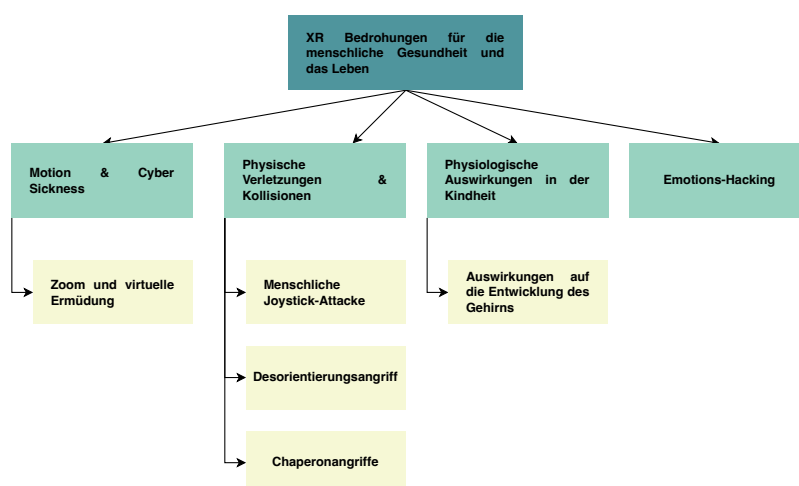 XR Bedrohungen für die
menschliche Gesundheit und
das Leben
Motion & Cyber
Sickness
Physische
Verletzungen &
Kollisionen
Physiologische
Auswirkungen in der
Kindheit
Emotions-Hacking
Zoom und virtuelle
Ermüdung
Menschliche
Joystick-Attacke
Auswirkungen auf
die Entwicklung des
Gehirns
Desorientierungsangriff
Chaperonangriffe